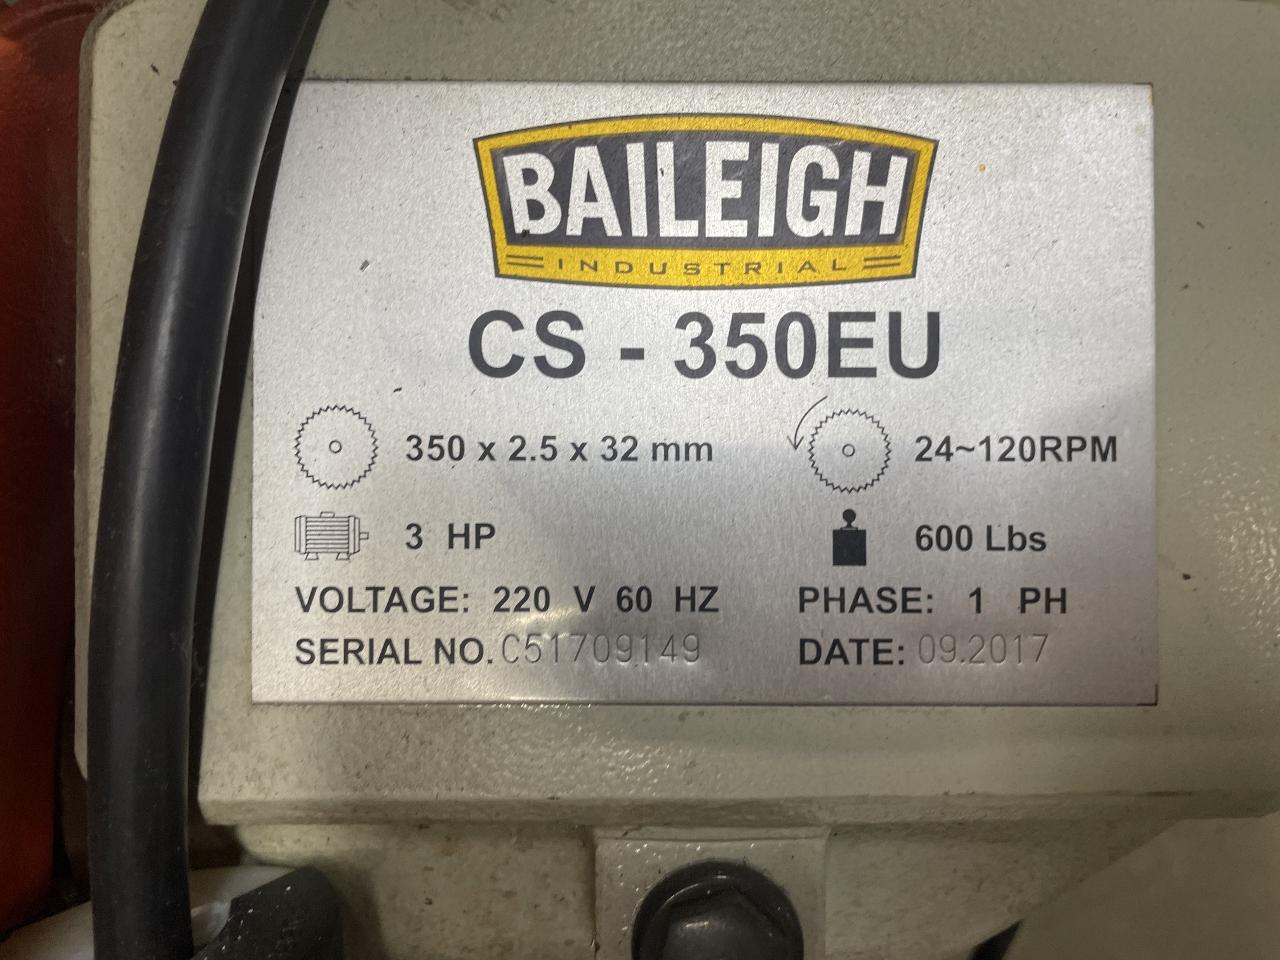 BAILEIGH
INDUSTRIAL
CS - 350EU
350 x 2.5 x 32 mm
24~120RPM
3 HP
600 Lbs
VOLTAGE: 220 V 60 HZ
PHASE: 1 PH
SERIAL NO. C51709149
DATE: 09.2017